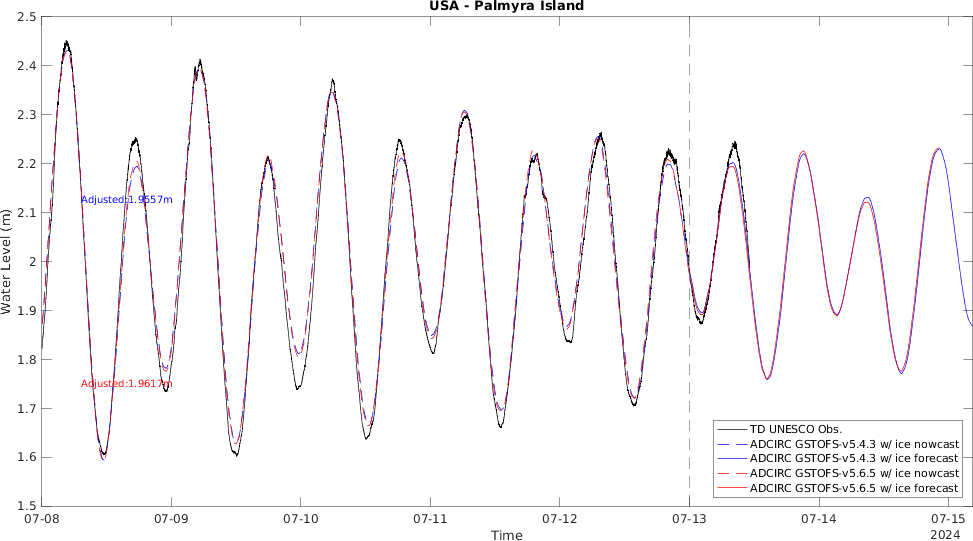 USA - Palmyra Island
2.5
2.4
2.3
2.2
2.1
2
1.9
1.8
1.7
1.6
1.5
Water Level (m)
Adjusted:1.9557m
Adjusted:1.9617m
TD UNESCO Obs.
ADCIRC GSTOFS-v5.4.3 w/ ice nowcast
ADCIRC GSTOFS-v5.4.3 w/ ice forecast
ADCIRC GSTOFS-v5.6.5 w/ ice nowcast
ADCIRC GSTOFS-v5.6.5 w/ ice forecast
07-08 07-09 07-10 07-11 07-12 07-13 07-14 07-15
Time
2024